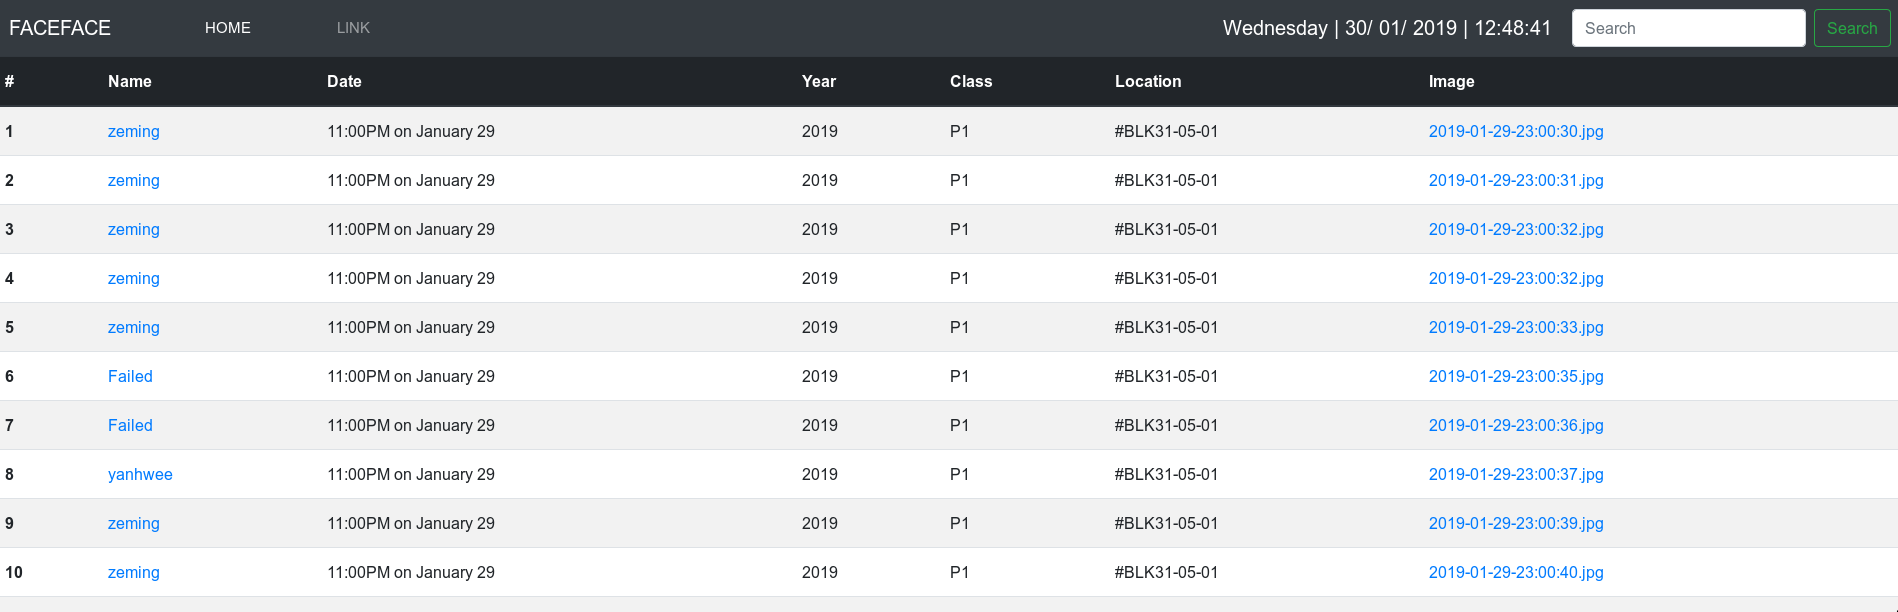 FACEFACE HOME LINK Wednesday | 30/ 01/ 2019 | 12:48:41 Search Search
# Name Date Year Class Location Image
1 zeming 11:00PM on January 29 2019 P1 #BLK31-05-01 2019-01-29-23:00:30.jpg
2 zeming 11:00PM on January 29 2019 P1 #BLK31-05-01 2019-01-29-23:00:31.jpg
3 zeming 11:00PM on January 29 2019 P1 #BLK31-05-01 2019-01-29-23:00:32.jpg
4 zeming 11:00PM on January 29 2019 P1 #BLK31-05-01 2019-01-29-23:00:32.jpg
5 zeming 11:00PM on January 29 2019 P1 #BLK31-05-01 2019-01-29-23:00:33.jpg
6 Failed 11:00PM on January 29 2019 P1 #BLK31-05-01 2019-01-29-23:00:35.jpg
7 Failed 11:00PM on January 29 2019 P1 #BLK31-05-01 2019-01-29-23:00:36.jpg
8 yanhwee 11:00PM on January 29 2019 P1 #BLK31-05-01 2019-01-29-23:00:37.jpg
9 zeming 11:00PM on January 29 2019 P1 #BLK31-05-01 2019-01-29-23:00:39.jpg
10 zeming 11:00PM on January 29 2019 P1 #BLK31-05-01 2019-01-29-23:00:40.jpg